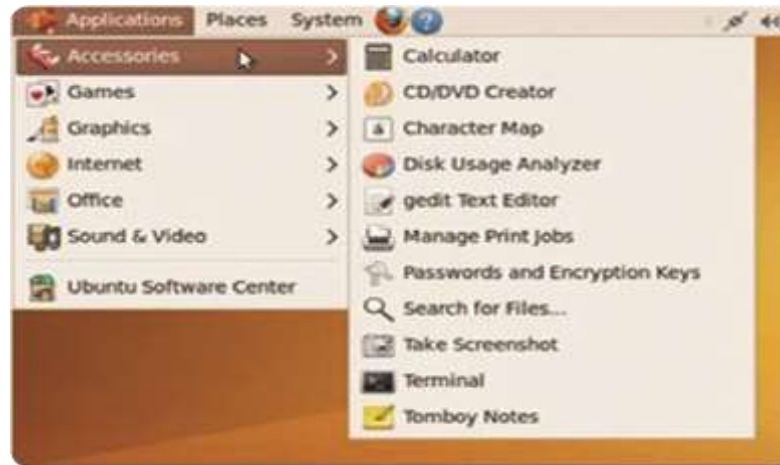 Applications Places System
Accessories
Games
Graphics
Internet
Office
Sound & Video
Ubuntu Software Center
Calculator
CD/DVD Creator
Character Map
Disk Usage Analyzer
gedit Text Editor
Manage Print Jobs
Passwords and Encryption Keys
Search for Files...
Take Screenshot
Terminal
Tomboy Notes